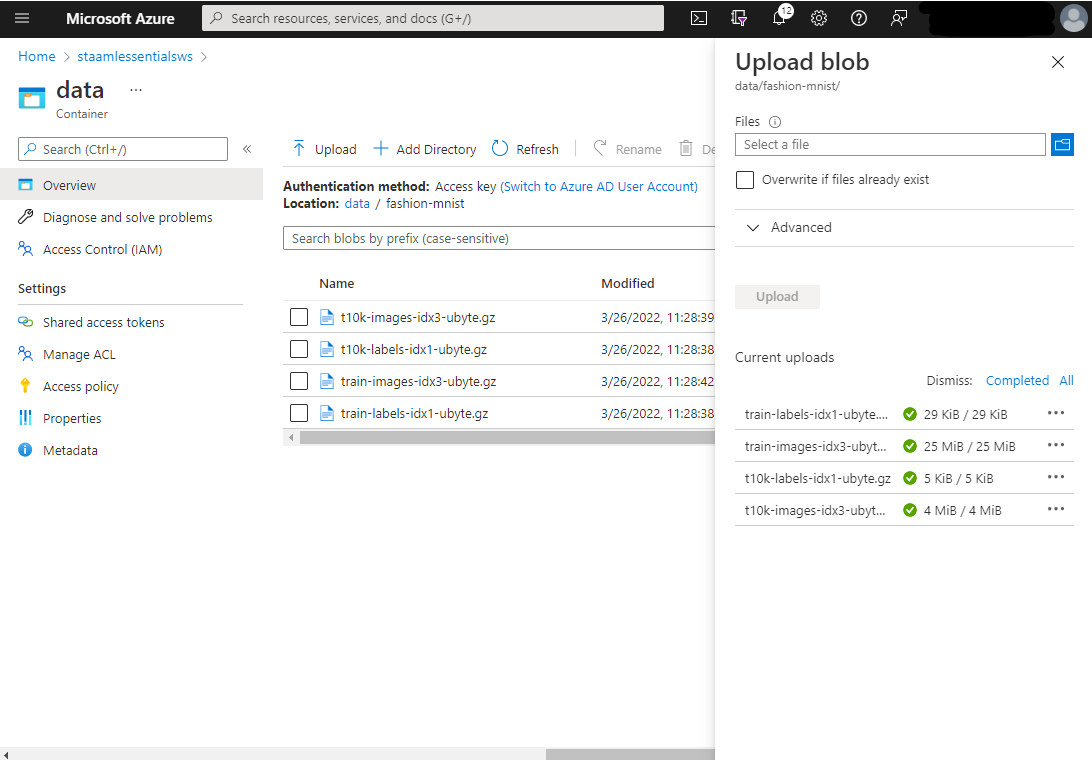 Microsoft Azure
Search resources, services, and docs (G+/)
12
Home > staamlessentialsws >
data ...
Container
Search (Ctrl+/)
«
Overview
Diagnose and solve problems
Access Control (IAM)
Settings
Shared access tokens
Manage ACL
Access policy
Properties
Metadata
Upload Add Directory Refresh Rename De
Authentication method: Access key (Switch to Azure AD User Account)
Location: data / fashion-mnist
Search blobs by prefix (case-sensitive)
Name Modified
t10k-images-idx3-ubyte.gz 3/26/2022, 11:28:39
t10k-labels-idx1-ubyte.gz 3/26/2022, 11:28:38
train-images-idx3-ubyte.gz 3/26/2022, 11:28:42
train-labels-idx1-ubyte.gz 3/26/2022, 11:28:38
Upload blob
data/fashion-mnist/
Files
Select a file
Overwrite if files already exist
Advanced
Upload
Current uploads
Dismiss: Completed All
train-labels-idx1-ubyte.... 29 KiB / 29 KiB ...
train-images-idx3-ubyt... 25 MiB / 25 MiB ...
t10k-labels-idx1-ubyte.gz 5 KiB / 5 KiB ...
t10k-images-idx3-ubyt... 4 MiB / 4 MiB ...